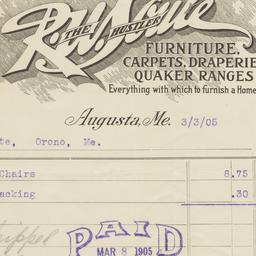 R.W. Soule
THE HUSTLER
FURNITURE,
CARPETS, DRAPERIE
QUAKER RANGES
Everything with which to furnish a Home
Augusta, Me. 3/3/05
te, Orono, Me.
Chairs 8.75
acking .30
PAID
MAR 8 1905